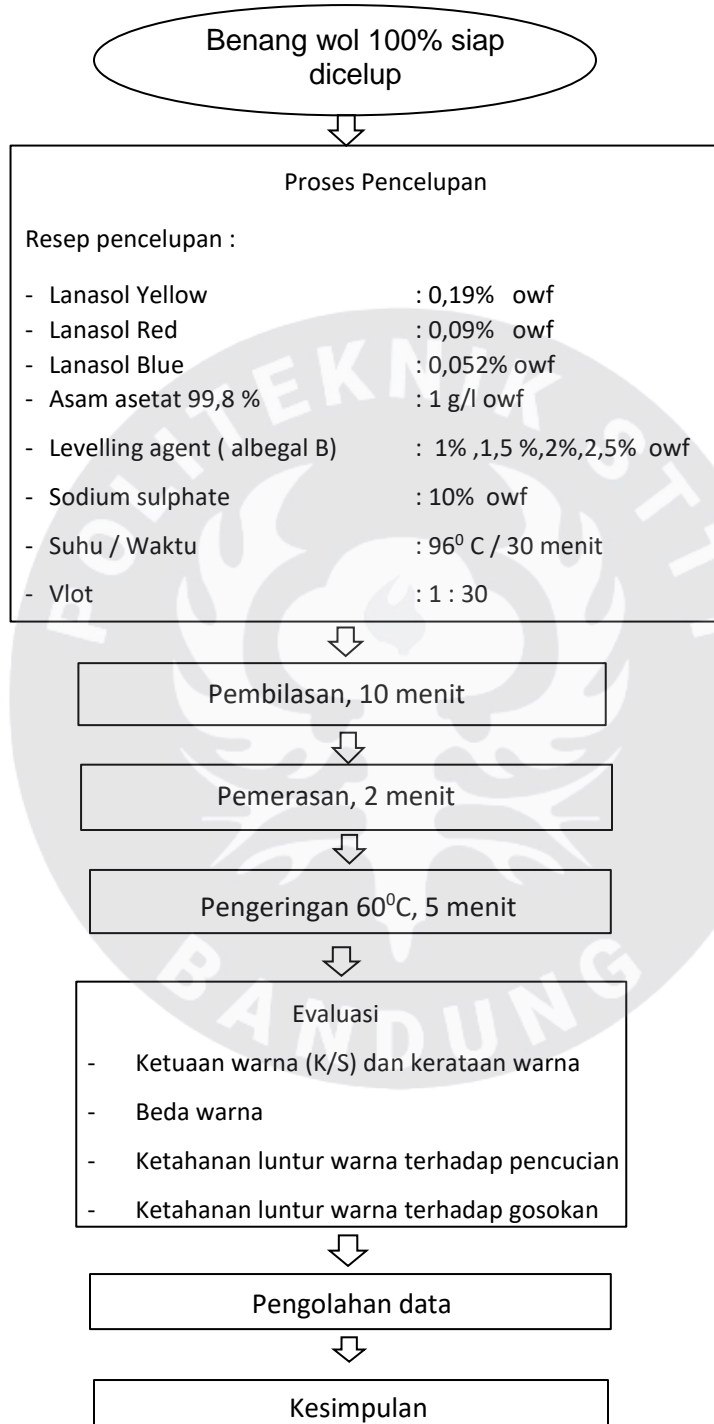 Benang wol 100% siap
dicelup
Proses Pencelupan
Resep pencelupan :
- Lanasol Yellow : 0,19% owf
- Lanasol Red : 0,09% owf
- Lanasol Blue : 0,052% owf
- Asam asetat 99,8 % : 1 g/l owf
- Levelling agent ( albegal B) : 1% ,1,5 %,2%,2,5% owf
- Sodium sulphate : 10% owf
- Suhu / Waktu : 96⁰ C / 30 menit
- Vlot : 1 : 30
Pembilasan, 10 menit
Pemerasan, 2 menit
Pengeringan 60⁰C, 5 menit
Evaluasi
- Ketuaan warna (K/S) dan kerataan warna
- Beda warna
- Ketahanan luntur warna terhadap pencucian
- Ketahanan luntur warna terhadap gosokan
Pengolahan data
Kesimpulan
POLITEKNIK STT
BANDUNG